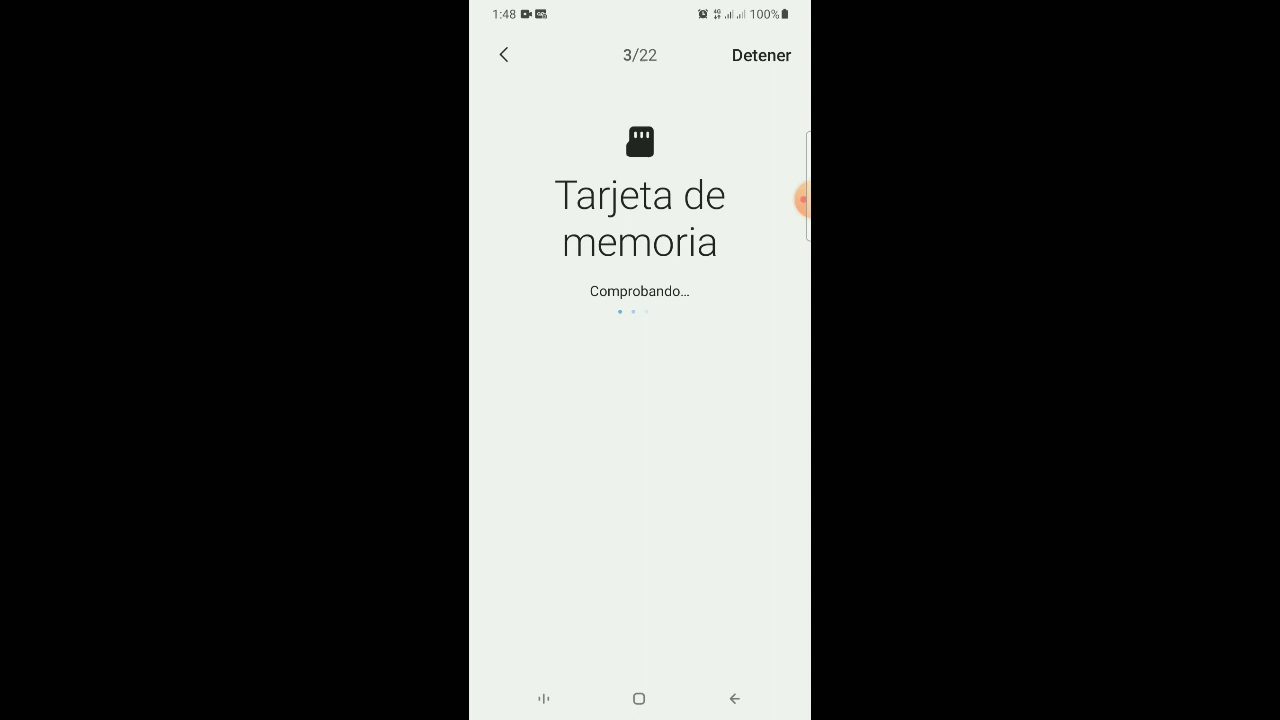 1:48 100%
3/22 Detener
Tarjeta de
memoria
Comprobando...